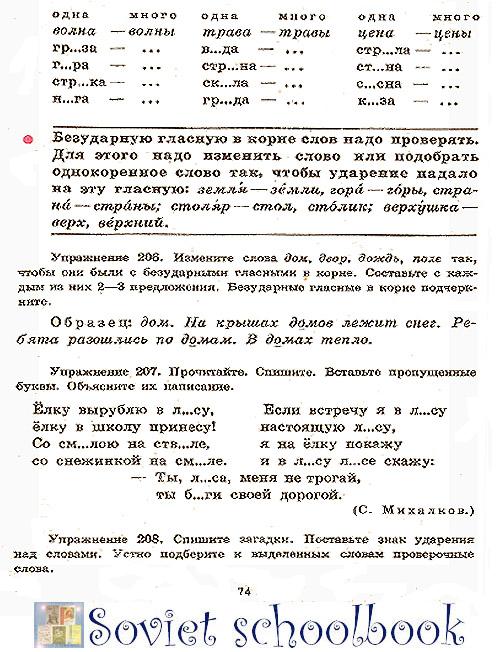 одна много одна много одна много
волна — волны трава — травы цена — цены
гр...за — ... в...да — ... стр...ла — ...
г...ра — ... стр...на — ... ст...на — ...
стр...ка — ... ск...ла — ... с...сна — ...
н...га — ... гр...да — ... к...за — ...
Безударную гласную в корне слов надо проверять.
Для этого надо изменить слово или подобрать
однокоренное слово так, чтобы ударение падало
на эту гласную: земля́ — зе́мли, гора́ — го́ры, стра-
на́ — стра́ны; столя́р — стол, сто́лик; верху́шка —
верх, ве́рхний.
Упражнение 206. Измените слова дом, двор, дождь, поле так,
чтобы они были с безударными гласными в корне. Составьте с каж-
дым из них 2—3 предложения. Безударные гласные в корне подчерк-
ните.
Образец: дом. На крышах домов лежит снег. Ре-
бята разошлись по домам. В домах тепло.
Упражнение 207. Прочитайте. Спишите. Вставьте пропущенные
буквы. Объясните их написание.
Ёлку вырублю в л...су,
ёлку в школу принесу!
Со см...лою на ств...ле,
со снежинкой на см...ле.
Если встречу я в л...су
настоящую л...су,
я на ёлку покажу
и в л...су л...се скажу:
— Ты, л...са, меня не трогай,
ты б...ги своей дорогой.
(С. Михалков.)
Упражнение 208. Спишите загадки. Поставьте знак ударения
над словами. Устно подберите к выделенным словам проверочные
слова.
74
Soviet schoolbook